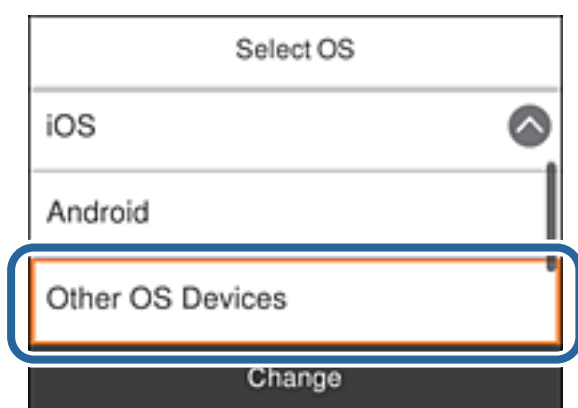 Select OS
iOS
Android
Other OS Devices
Change